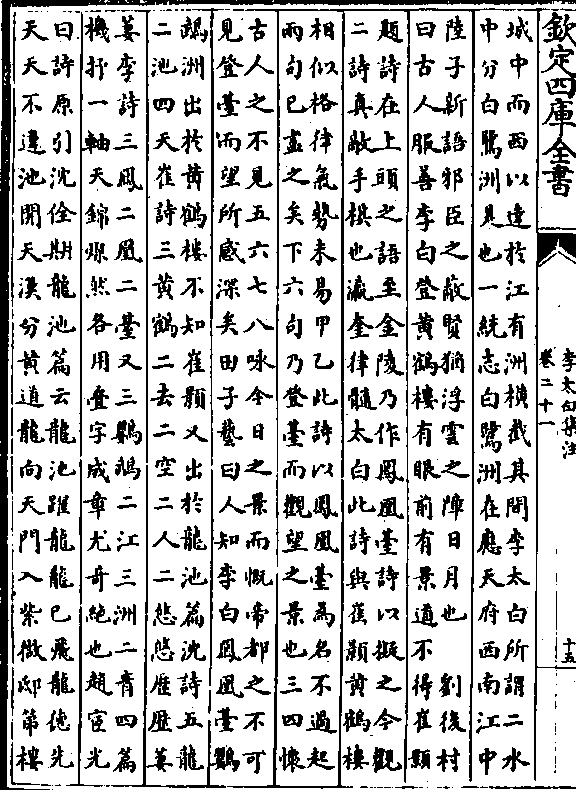 欽定四庫全書
李太白集注
卷二十一
十五
城中而西以達於江有洲横截其間李太白所謂二水
中分白鷺洲見也一統志白鷺洲在應天府西南江中
陸子新語邪臣之蔽賢猶浮雲之障日月也 劉後村
曰古人服善李白登黄鶴樓有眼前有景道不得崔顥
題詩在上頭之語至金陵乃作鳳凰臺詩以擬之今觀
二詩真敵手棋也瀛奎律髓太白此詩與崔顥黄鶴樓
相似格律氣勢未易甲乙此詩以鳳凰臺為名不過起
兩句已盡之矣下六句乃登臺而觀望之景也三四懷
古人之不見五六七八咏今日之景而慨帝都之不可
見登臺而望所感深矣田子藝曰人知李白鳳凰臺鸚
鵡洲出於黄鶴樓不知崔顥又出於龍池篇沈詩五龍
二池四天崔詩三黄鶴二去二空二人二悠悠歴歴萋
萋李詩三鳳二凰二臺又三鸚鵡二江三洲二青四篇
機杼一軸天錦燦然各用疊字成章尤奇絶也趙宧光
曰詩原引沈佺期龍池篇云龍池躍龍龍已飛龍德先
天天不違池開天漢分黄道龍向天門入紫微邸第樓